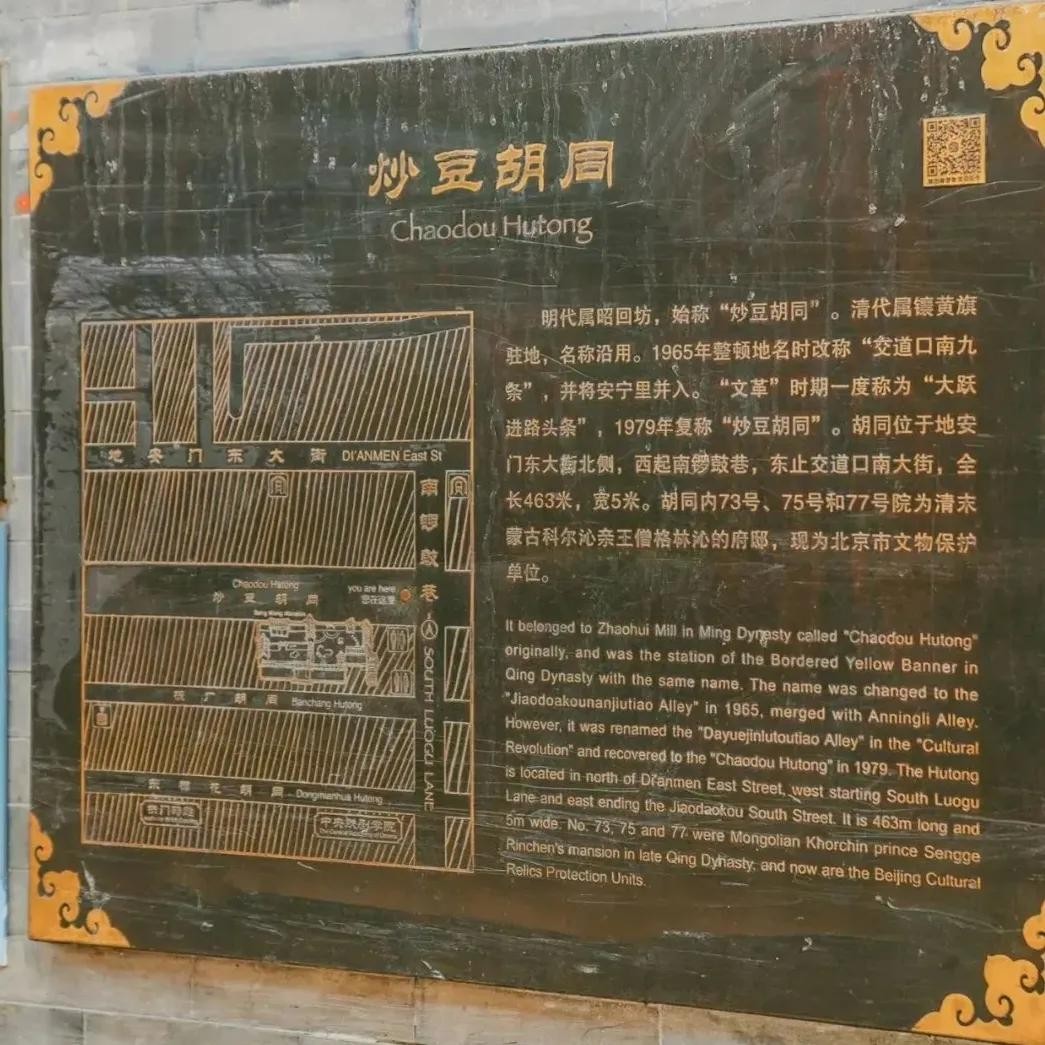 炒豆胡同
Chaodou Hutong
明代属昭回坊，始称“炒豆胡同”。清代属镶黄旗
驻地，名称沿用。1965年整顿地名时改称“交道口南九
条”，并将安宁里并入。“文革”时期一度称为“大跃
进路头条”，1979年复称“炒豆胡同”。胡同位于地安
门东大街北侧，西起南锣鼓巷，东止交道口南大街，全
长463米，宽5米。胡同内73号、75号和77号院为清末
蒙古科尔沁亲王僧格林沁的府邸，现为北京市文物保护
单位。
It belonged to Zhaohui Mill in Ming Dynasty called "Chaodou Hutong"
originally, and was the station of the Bordered Yellow Banner in
Qing Dynasty with the same name. The name was changed to the
"Jiaodoakounanjiutiao Alley" in 1965, merged with Anningli Alley.
However, it was renamed the "Dayuejinlutoutiao Alley" in the "Cultural
Revolution" and recovered to the "Chaodou Hutong" in 1979. The Hutong
is located in north of Di'anmen East Street, west starting South Luogu
Lane and east ending the Jiaodaokou South Street. It is 463m long and
5m wide. No. 73, 75 and 77 were Mongolian Khorchin prince Sengge
Rinchen's mansion in late Qing Dynasty, and now are the Beijing Cultural
Relics Protection Units.
地安门东大街 DI'ANMEN East St
南锣鼓巷
SOUTH LUOGU LANE
Chaodou Hutong
炒豆胡同
you are here
您在这里
板厂胡同 Banchang Hutong
东棉花胡同 Dongmianhua Hutong
中央戏剧学院
The Central Academy of Drama